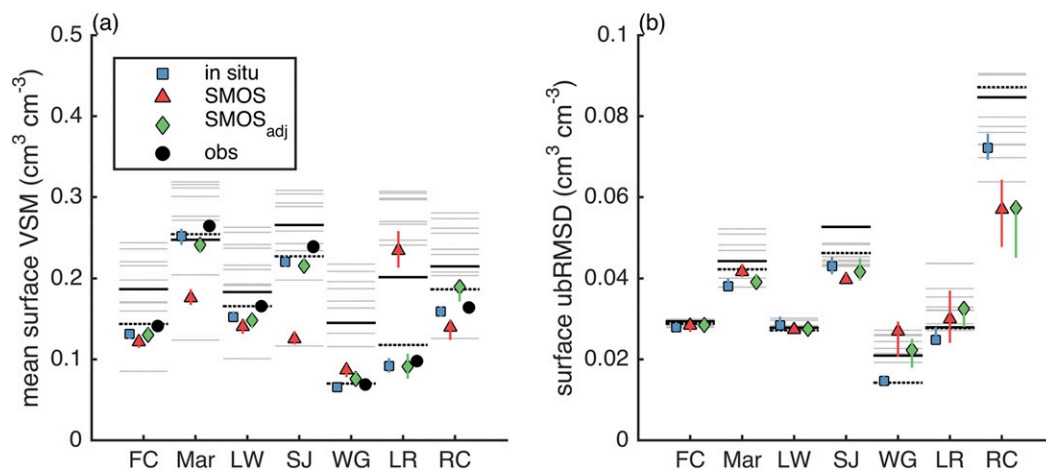 (a)
mean surface VSM (cm³ cm⁻³)
0.5
0.4
0.3
0.2
0.1
0
in situ
SMOS
SMOS adj
obs
FC Mar LW SJ WG LR RC
(b)
surface ubRMSD (cm³ cm⁻³)
0.1
0.08
0.06
0.04
0.02
0
FC Mar LW SJ WG LR RC